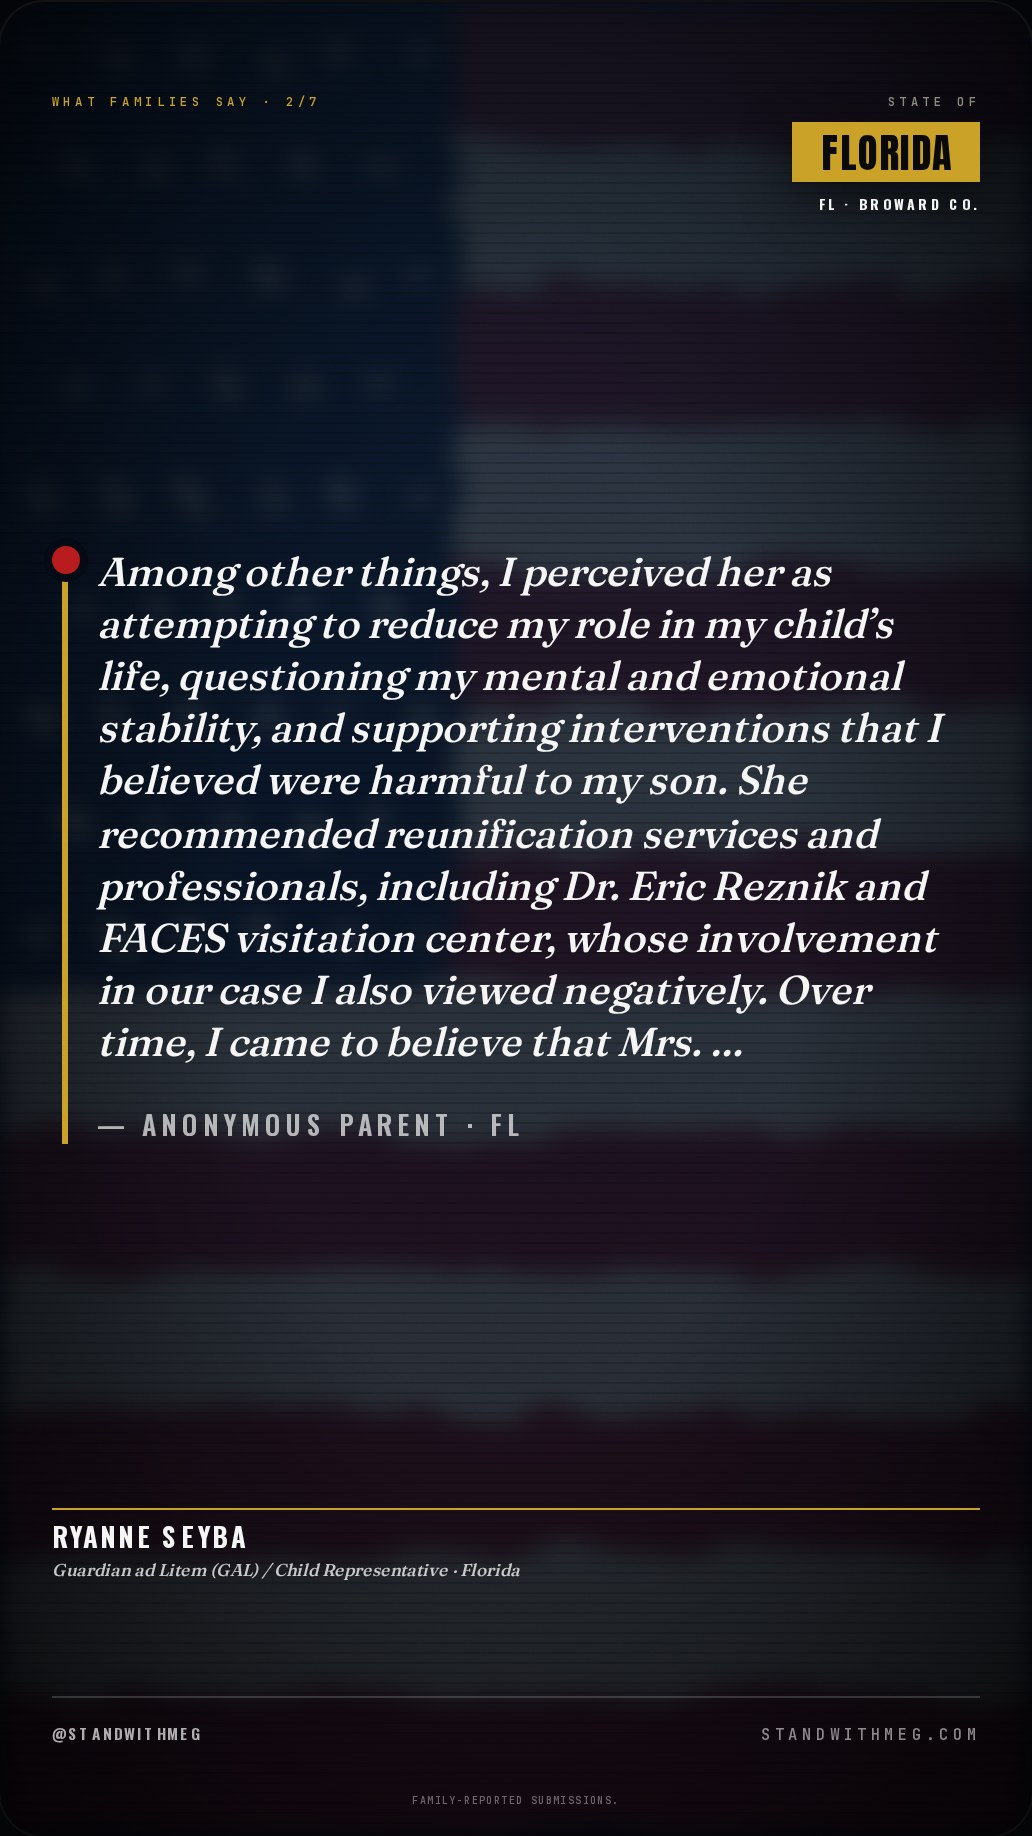 WHAT FAMILIES SAY · 2/7
STATE OF
FLORIDA
FL · BROWARD CO.
Among other things, I perceived her as
attempting to reduce my role in my child’s
life, questioning my mental and emotional
stability, and supporting interventions that I
believed were harmful to my son. She
recommended reunification services and
professionals, including Dr. Eric Reznik and
FACES visitation center, whose involvement
in our case I also viewed negatively. Over
time, I came to believe that Mrs. ...
— ANONYMOUS PARENT · FL
RYANNE SEYBA
Guardian ad Litem (GAL) / Child Representative · Florida
@STANDWITHMEG
STANDWITHMEG.COM
FAMILY-REPORTED SUBMISSIONS.